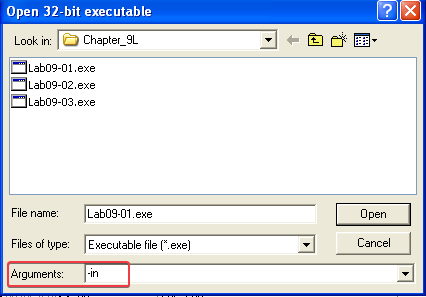 Open 32-bit executable
Look in: Chapter_9L
Lab09-01.exe
Lab09-02.exe
Lab09-03.exe
File name: Lab09-01.exe Open
Files of type: Executable file (*.exe) Cancel
Arguments: -in